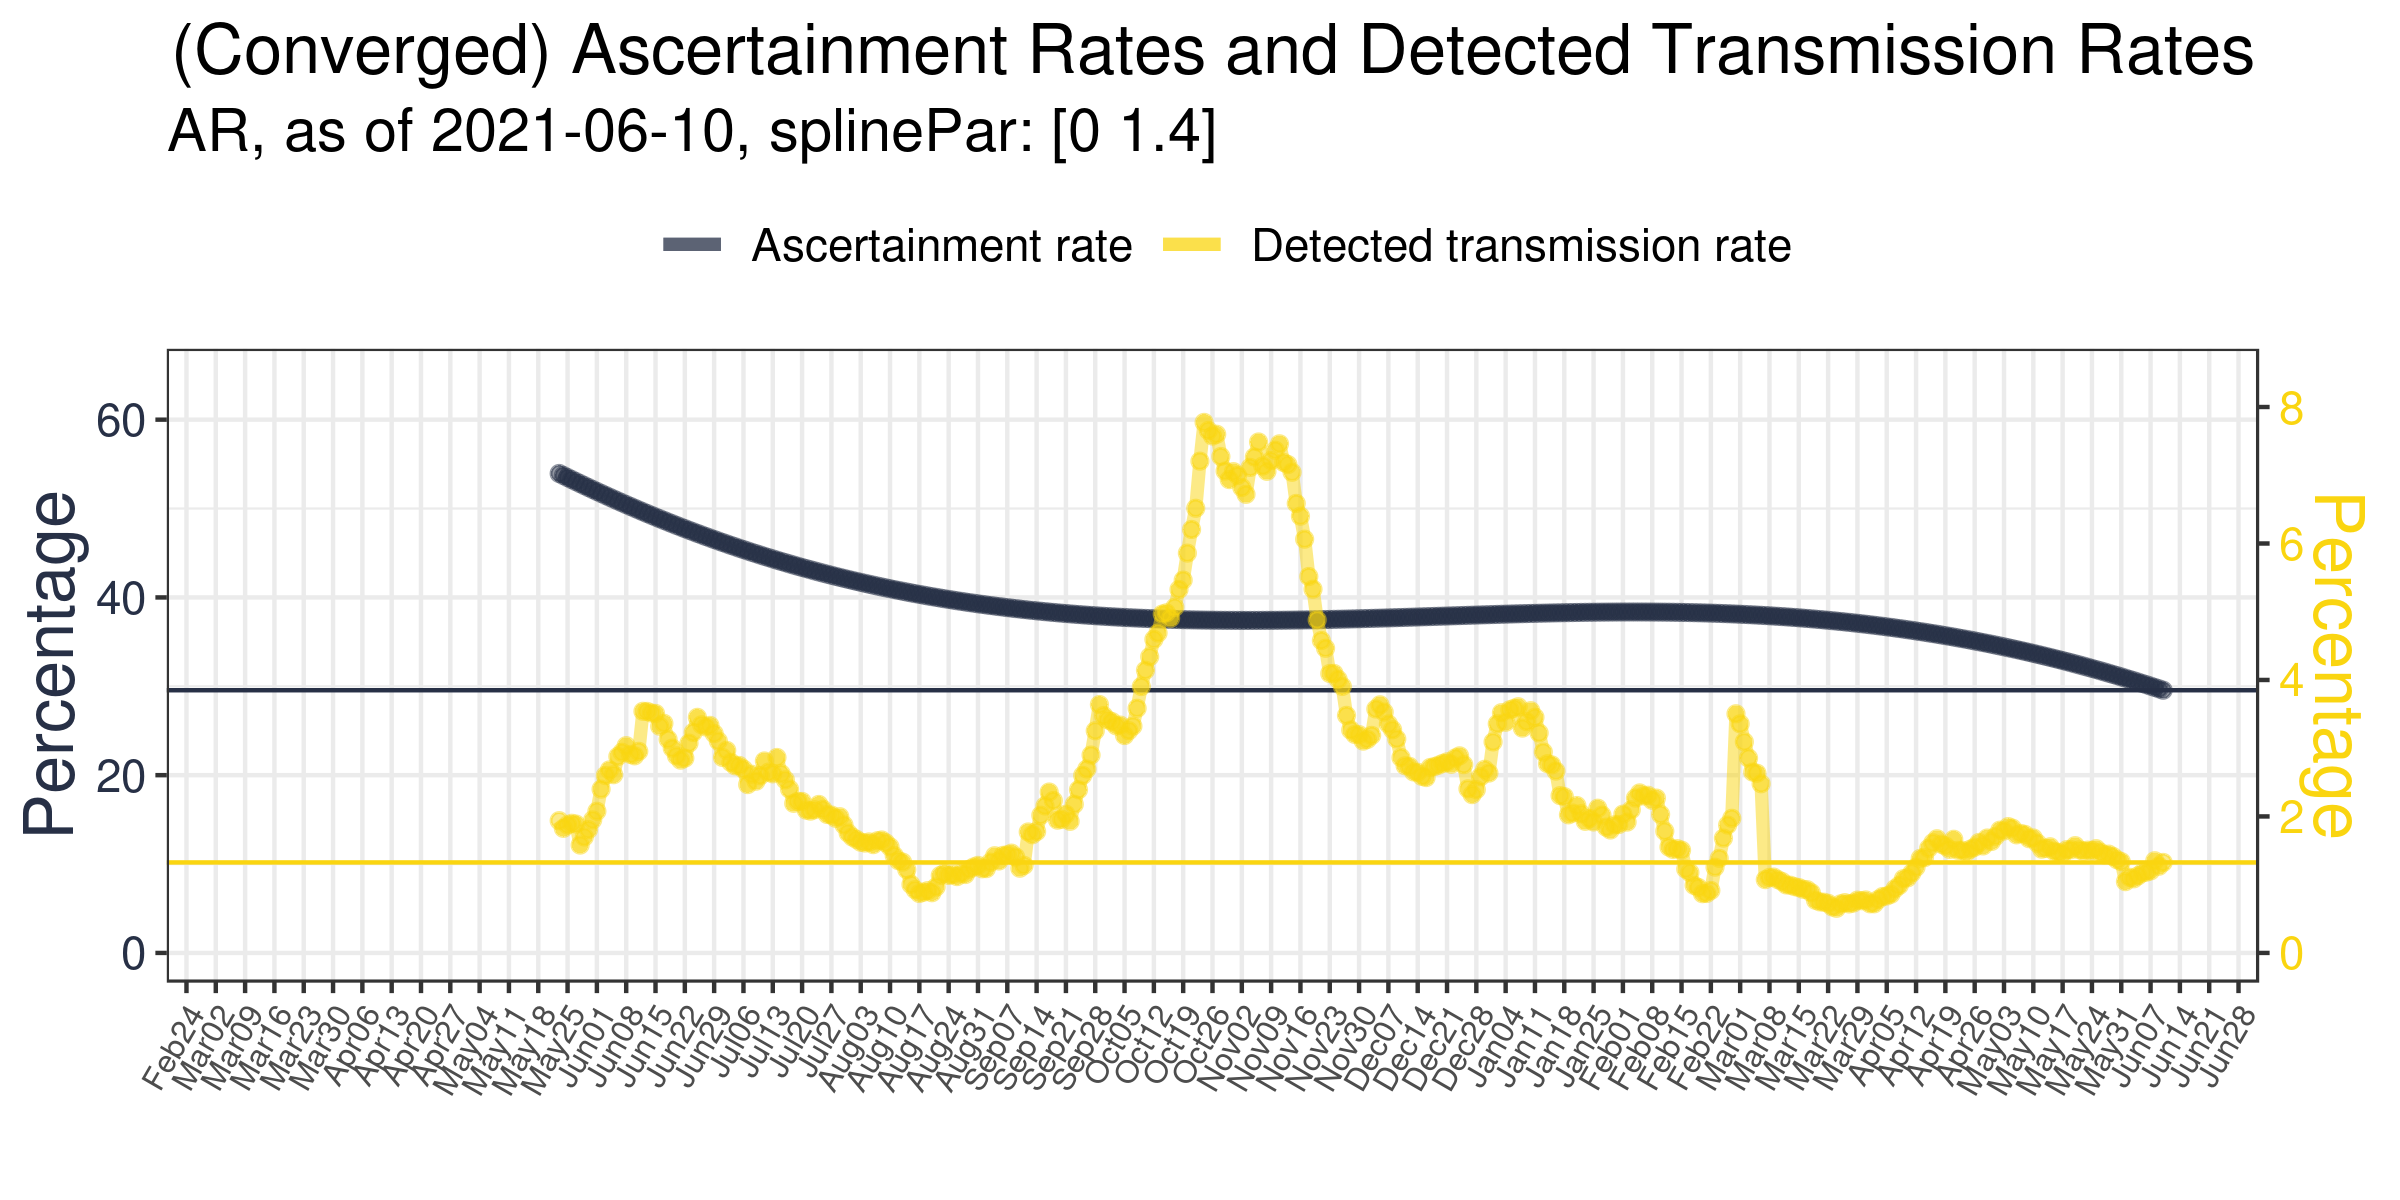 (Converged) Ascertainment Rates and Detected Transmission Rates
AR, as of 2021-06-10, splinePar: [0 1.4]
Ascertainment rate Detected transmission rate
Percentage
60
40
20
0
8
6
4
2
0
Percentage
Feb24 Mar02 Mar09 Mar16 Mar23 Mar30 Apr06 Apr13 Apr20 Apr27 May04 May11 May18 May25 Jun01 Jun08 Jun15 Jun22 Jun29 Jul06 Jul13 Jul20 Jul27 Aug03 Aug10 Aug17 Aug24 Aug31 Sep07 Sep14 Sep21 Sep28 Oct05 Oct12 Oct19 Oct26 Nov02 Nov09 Nov16 Nov23 Nov30 Dec07 Dec14 Dec21 Dec28 Jan04 Jan11 Jan18 Jan25 Feb01 Feb08 Feb15 Feb22 Mar01 Mar08 Mar15 Mar22 Mar29 Apr05 Apr12 Apr19 Apr26 May03 May10 May17 May24 May31 Jun07 Jun14 Jun21 Jun28